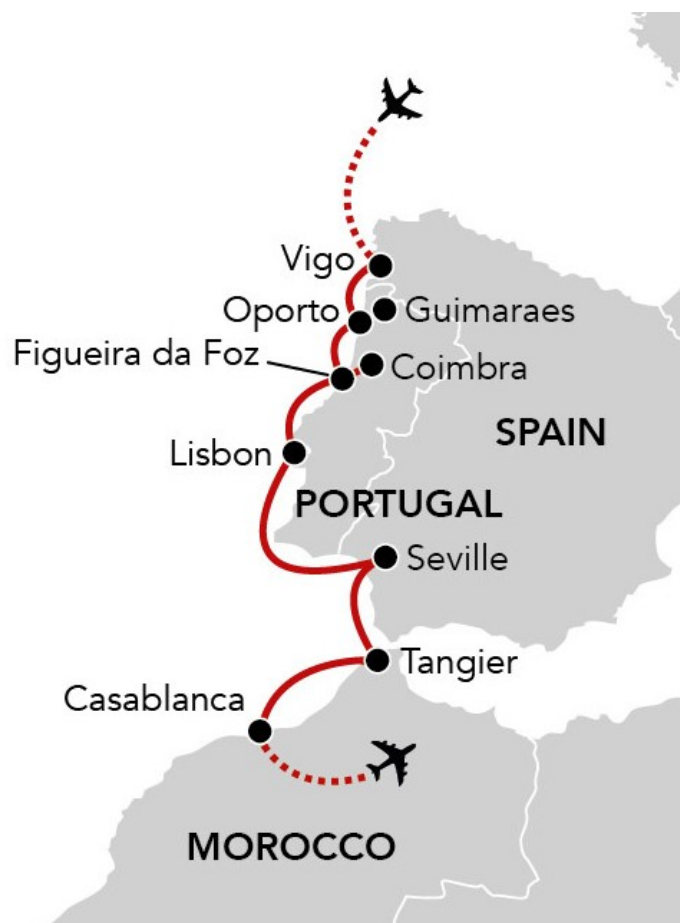 Vigo
Oporto
Guimaraes
Figueira da Foz
Coimbra
SPAIN
Lisbon
PORTUGAL
Seville
Tangier
Casablanca
MOROCCO